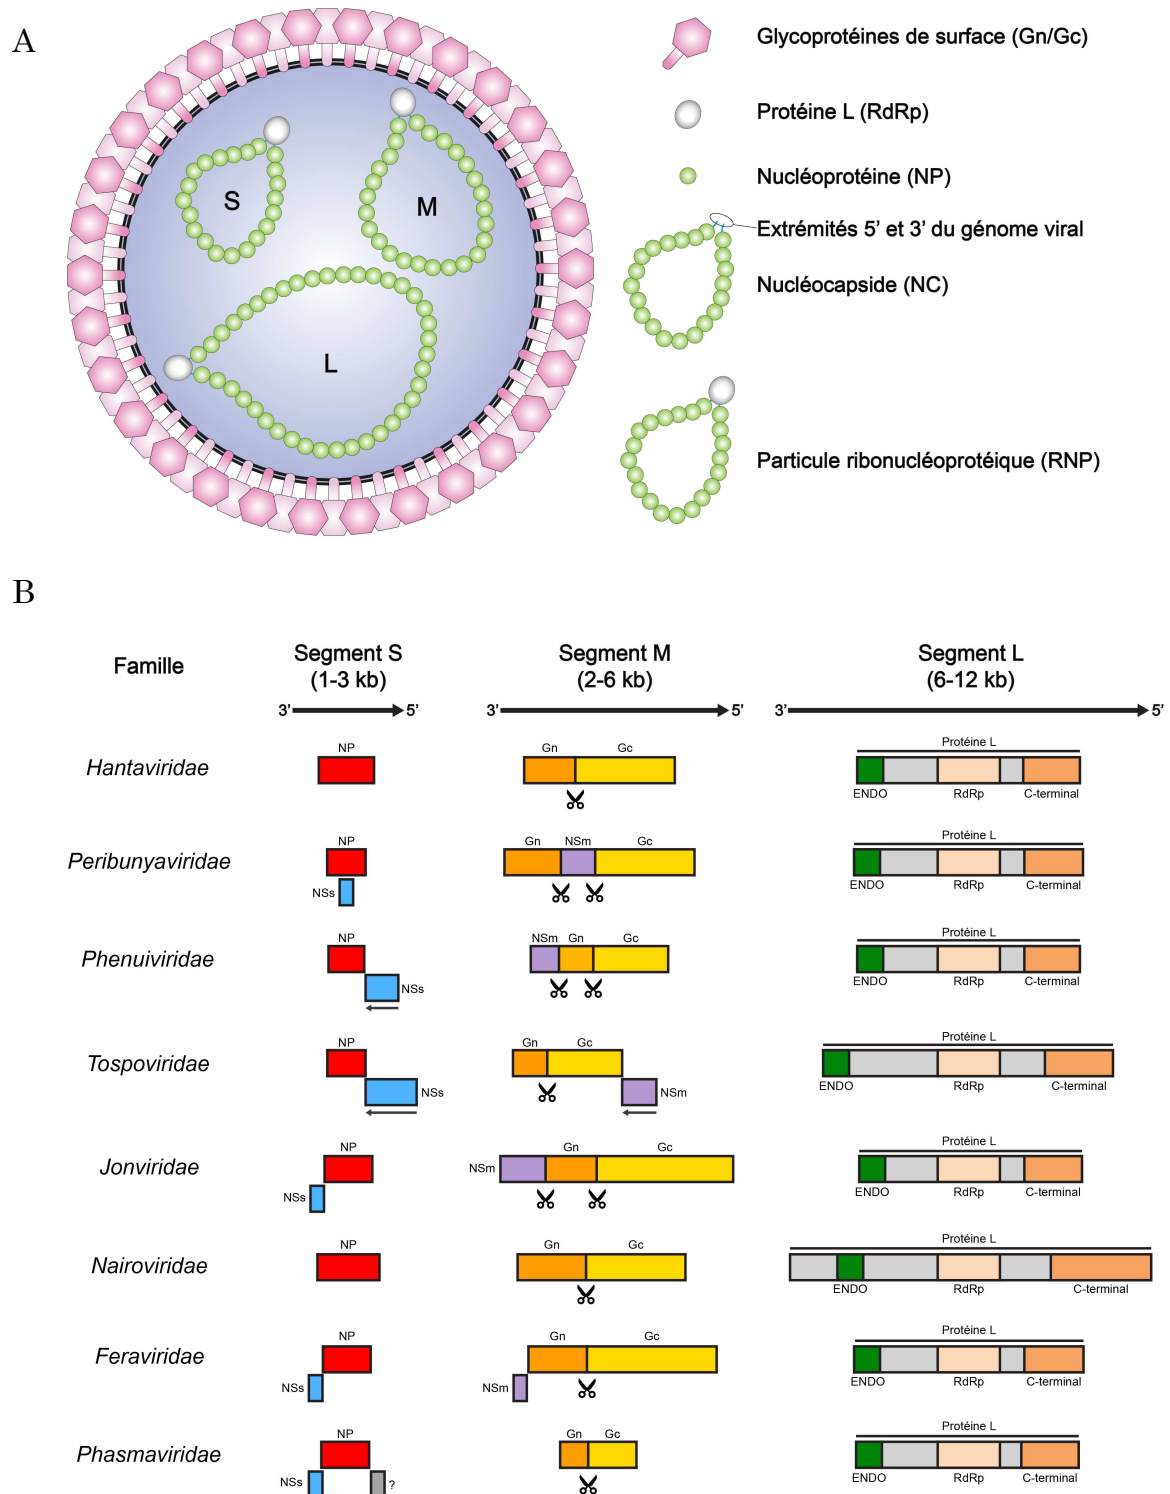 A
Glycoprotéines de surface (Gn/Gc)
Protéine L (RdRp)
Nucléoprotéine (NP)
Extrémités 5’ et 3’ du génome viral
Nucléocapside (NC)
Particule ribonucléoprotéique (RNP)
S
M
L
B
Famille
Segment S
(1-3 kb)
Segment M
(2-6 kb)
Segment L
(6-12 kb)
3’ 5’ 3’ 5’ 3’ 5’
Hantaviridae
NP
Gn Gc
Protéine L
ENDO RdRp C-terminal
Peribunyaviridae
NP
NSs
Gn NSm Gc
Protéine L
ENDO RdRp C-terminal
Phenuiviridae
NP
NSs
NSm Gn Gc
Protéine L
ENDO RdRp C-terminal
Tospoviridae
NP
NSs
Gn Gc
NSm
Protéine L
ENDO RdRp C-terminal
Jonviridae
NP
NSs
NSm Gn Gc
Protéine L
ENDO RdRp C-terminal
Nairoviridae
NP
Gn Gc
Protéine L
ENDO RdRp C-terminal
Feraviridae
NP
NSs
Gn Gc
NSm
Protéine L
ENDO RdRp C-terminal
Phasmaviridae
NP
NSs ?
Gn Gc
Protéine L
ENDO RdRp C-terminal